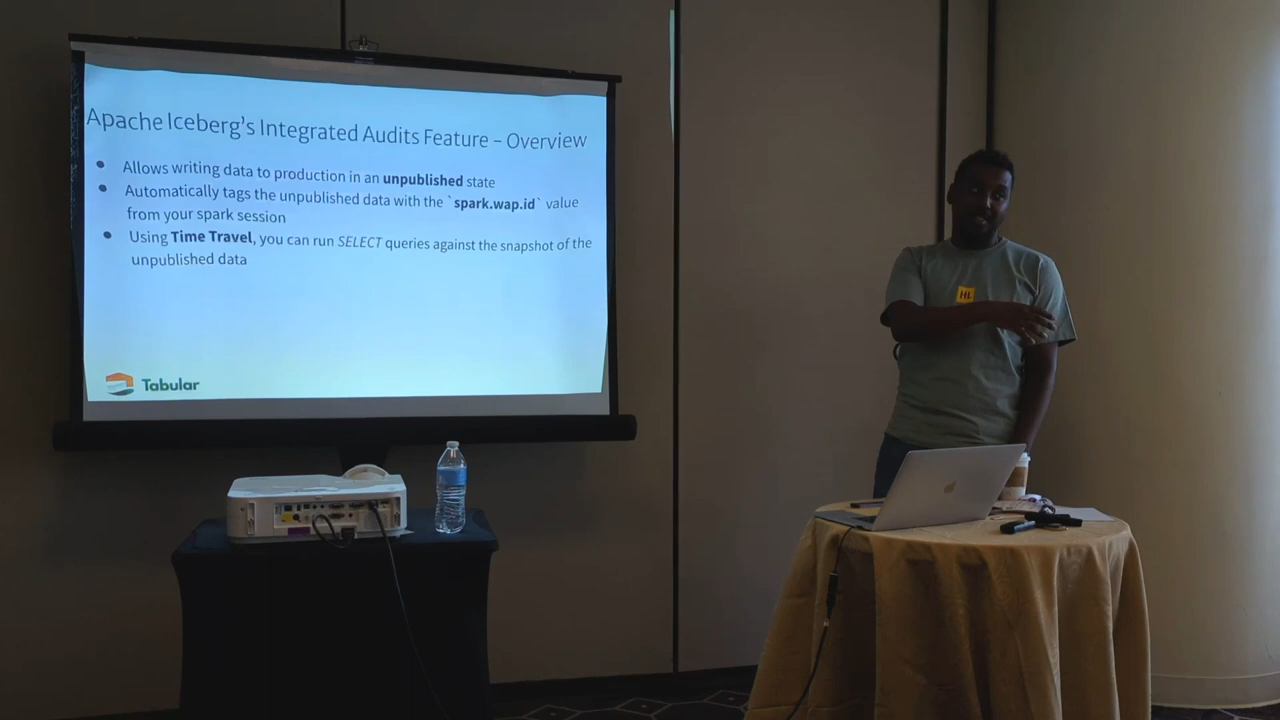 Apache Iceberg's Integrated Audits Feature – Overview
● Allows writing data to production in an unpublished state
● Automatically tags the unpublished data with the `spark.wap.id` value
from your spark session
● Using Time Travel, you can run SELECT queries against the snapshot of the
unpublished data
Tabular
HL